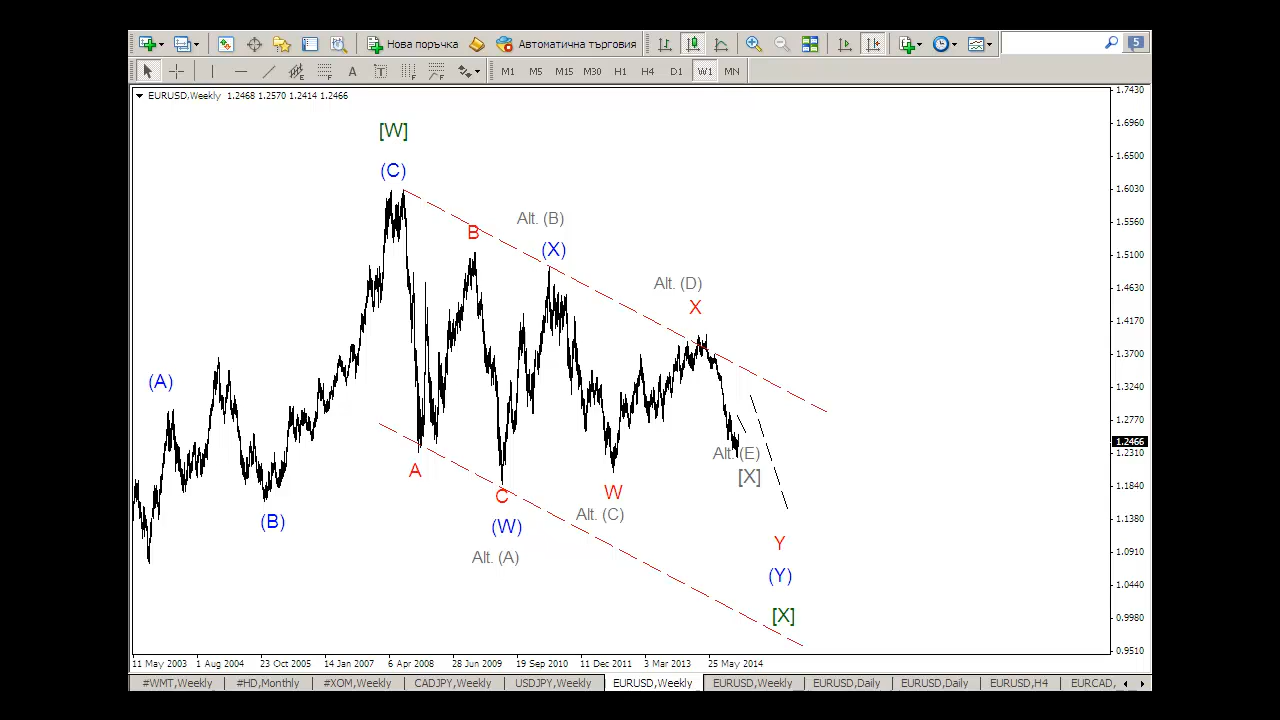 Нова поръчка
Автоматична търговия
5
A
T
M1 M5 M15 M30 H1 H4 D1 W1 MN
EURUSD,Weekly 1.2468 1.2570 1.2414 1.2466
[W]
(C)
Alt. (B)
B
(X)
Alt. (D)
X
(A)
Alt. (E)
A
[X]
C
W
(B)
(W)
Alt. (C)
Alt. (A)
Y
(Y)
[X]
1.7430
1.6960
1.6500
1.6030
1.5560
1.5100
1.4630
1.4170
1.3700
1.3240
1.2770
1.2466
1.2310
1.1840
1.1380
1.0910
1.0440
0.9980
0.9510
11 May 2003 1 Aug 2004 23 Oct 2005 14 Jan 2007 6 Apr 2008 28 Jun 2009 19 Sep 2010 11 Dec 2011 3 Mar 2013 25 May 2014
#WMT,Weekly #HD,Monthly #XOM,Weekly CADJPY,Weekly USDJPY,Weekly EURUSD,Weekly EURUSD,Weekly EURUSD,Daily EURUSD,Daily EURUSD,H4 EURCAD,